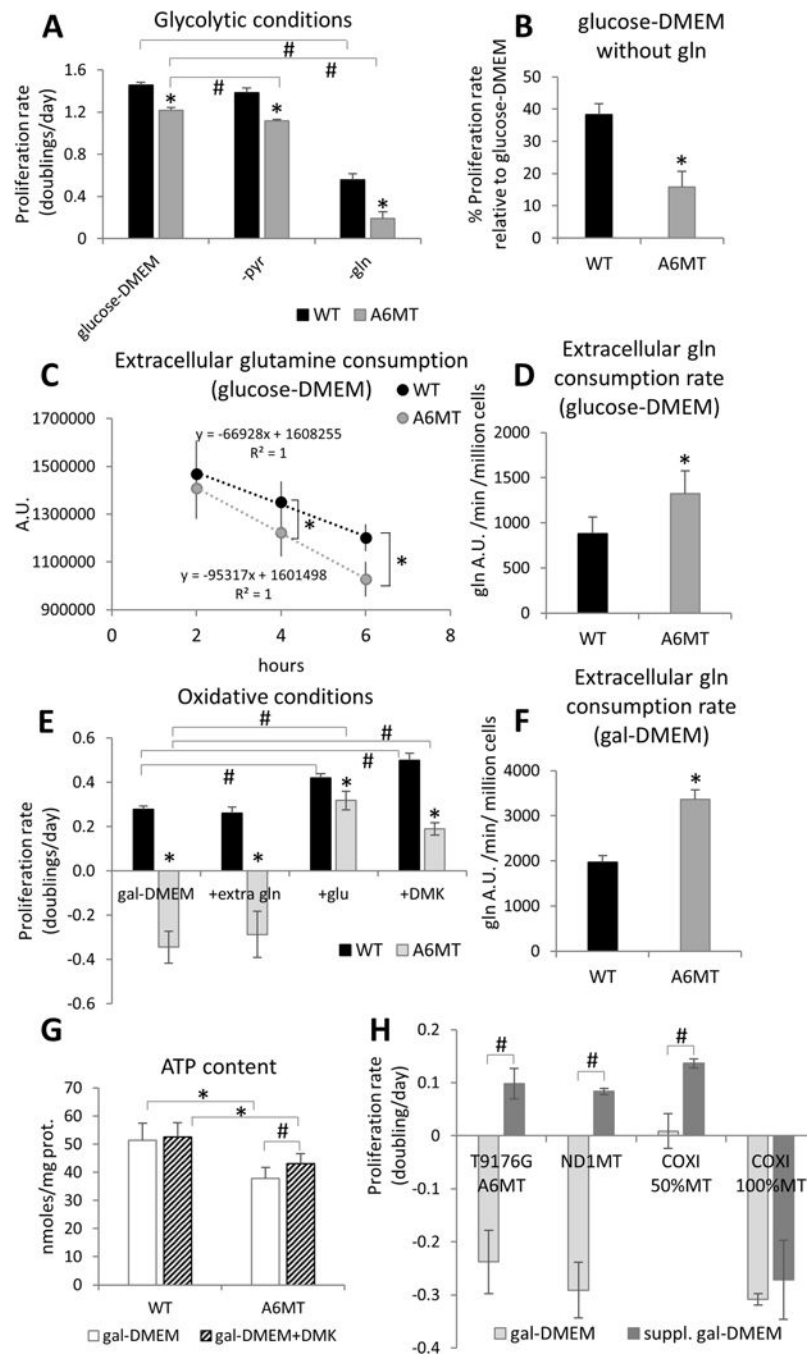 A
Glycolytic conditions
#
#
#
Proliferation rate
(doublings/day)
1.6
1.2
0.8
0.4
0
*
*
*
glucose-DMEM
-pyr
-gln
WT
A6MT
B
glucose-DMEM
without gln
% Proliferation rate
relative to glucose-DMEM
50
40
30
20
10
0
*
WT
A6MT
C
Extracellular glutamine consumption
(glucose-DMEM)
WT
A6MT
A.U.
1700000
1500000
1300000
1100000
900000
y = -66928x + 1608255
R² = 1
*
*
y = -95317x + 1601498
R² = 1
0
2
4
6
8
hours
D
Extracellular gln
consumption rate
(glucose-DMEM)
gln A.U. /min /million cells
2000
1500
1000
500
0
*
WT
A6MT
E
Oxidative conditions
#
#
#
#
Proliferation rate
(doublings/day)
0.6
0.4
0.2
0.0
-0.2
-0.4
-0.6
*
*
*
*
gal-DMEM
+extra gln
+glu
+DMK
WT
A6MT
F
Extracellular gln
consumption rate
(gal-DMEM)
gln A.U. /min/ million cells
4000
3000
2000
1000
0
*
WT
A6MT
G
ATP content
nmoles/mg prot.
70
60
50
40
30
20
10
0
*
*
#
WT
A6MT
gal-DMEM
gal-DMEM+DMK
H
Proliferation rate
(doubling/day)
0.2
0.1
0
-0.1
-0.2
-0.3
-0.4
#
#
#
T9176G
A6MT
ND1MT
COXI
50%MT
COXI
100%MT
gal-DMEM
suppl. gal-DMEM